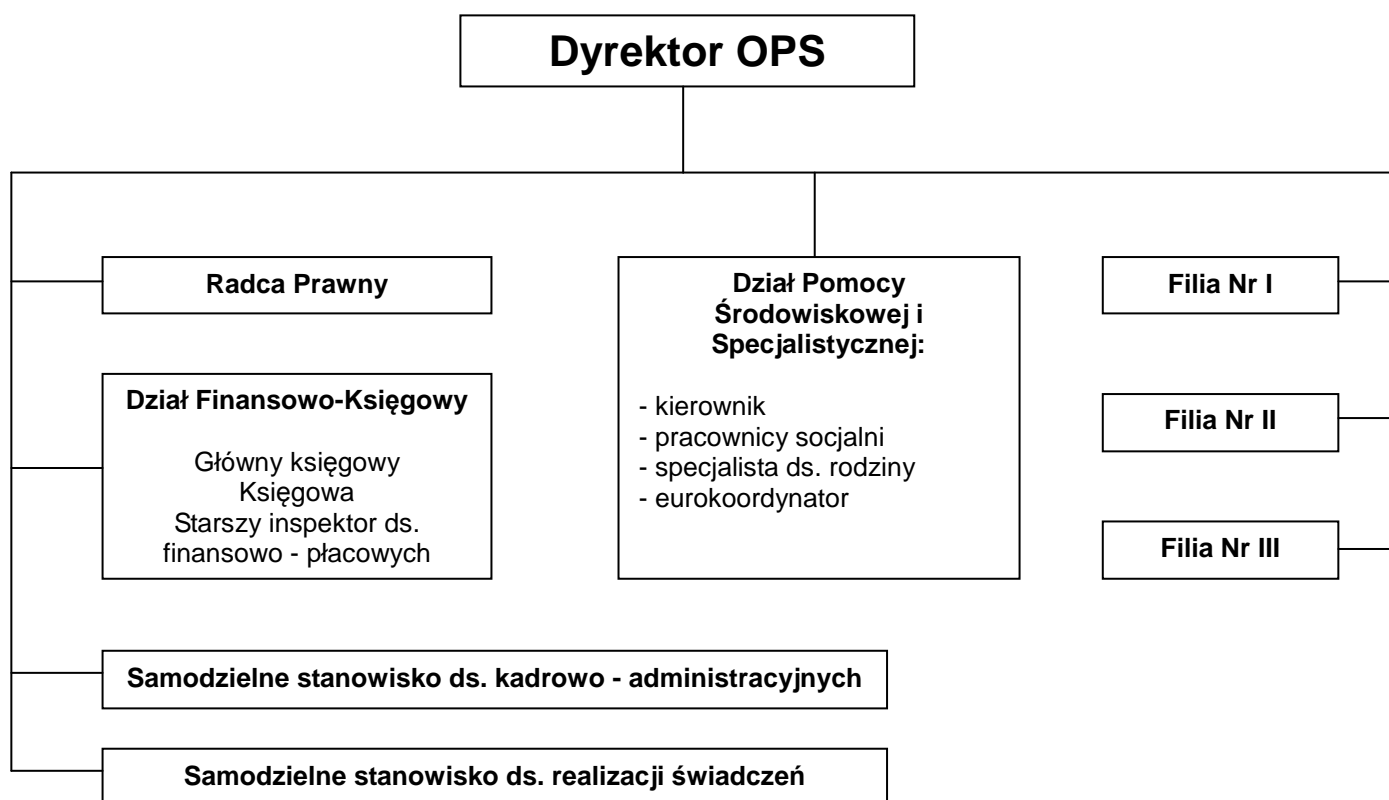 Dyrektor OPS
Radca Prawny
Dział Finansowo-Księgowy
Główny księgowy
Księgowa
Starszy inspektor ds.
finansowo - płacowych
Dział Pomocy
Środowiskowej i
Specjalistycznej:
- kierownik
- pracownicy socjalni
- specjalista ds. rodziny
- eurokoordynator
Filia Nr I
Filia Nr II
Filia Nr III
Samodzielne stanowisko ds. kadrowo - administracyjnych
Samodzielne stanowisko ds. realizacji świadczeń